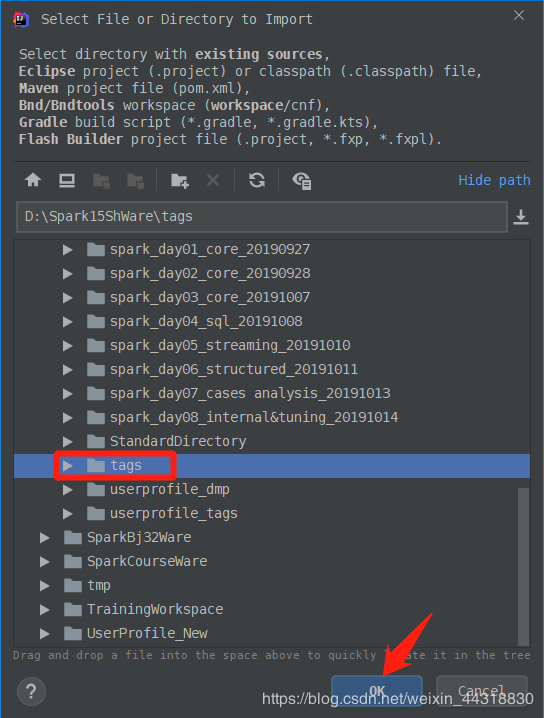 Select File or Directory to Import
Select directory with existing sources,
Eclipse project (.project) or classpath (.classpath) file,
Maven project file (pom.xml),
Bnd/Bndtools workspace (workspace/cnf),
Gradle build script (*.gradle, *.gradle.kts),
Flash Builder project file (.project, *.fxp, *.fxpl).
Hide path
D:\Spark15ShWare\tags
spark_day01_core_20190927
spark_day02_core_20190928
spark_day03_core_20191007
spark_day04_sql_20191008
spark_day05_streaming_20191010
spark_day06_structured_20191011
spark_day07_cases analysis_20191013
spark_day08_internal&tuning_20191014
StandardDirectory
tags
userprofile_dmp
userprofile_tags
SparkBj32Ware
SparkCourseWare
tmp
TrainingWorkspace
UserProfile_New
Drag and drop a file into the space above to quickly locate it in the tree
? OK Cancel
https://blog.csdn.net/weixin_44318830